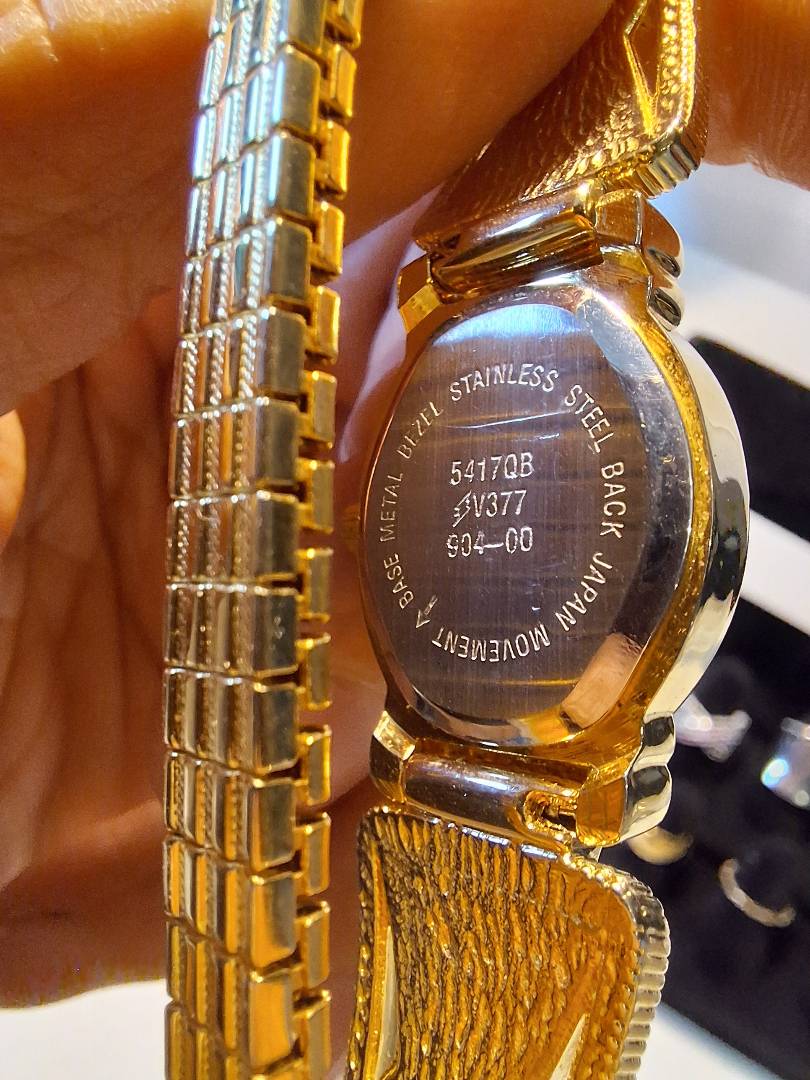 BASE METAL BEZEL STAINLESS STEEL BACK JAPAN MOVEMENT
5417QB
V377
904-00